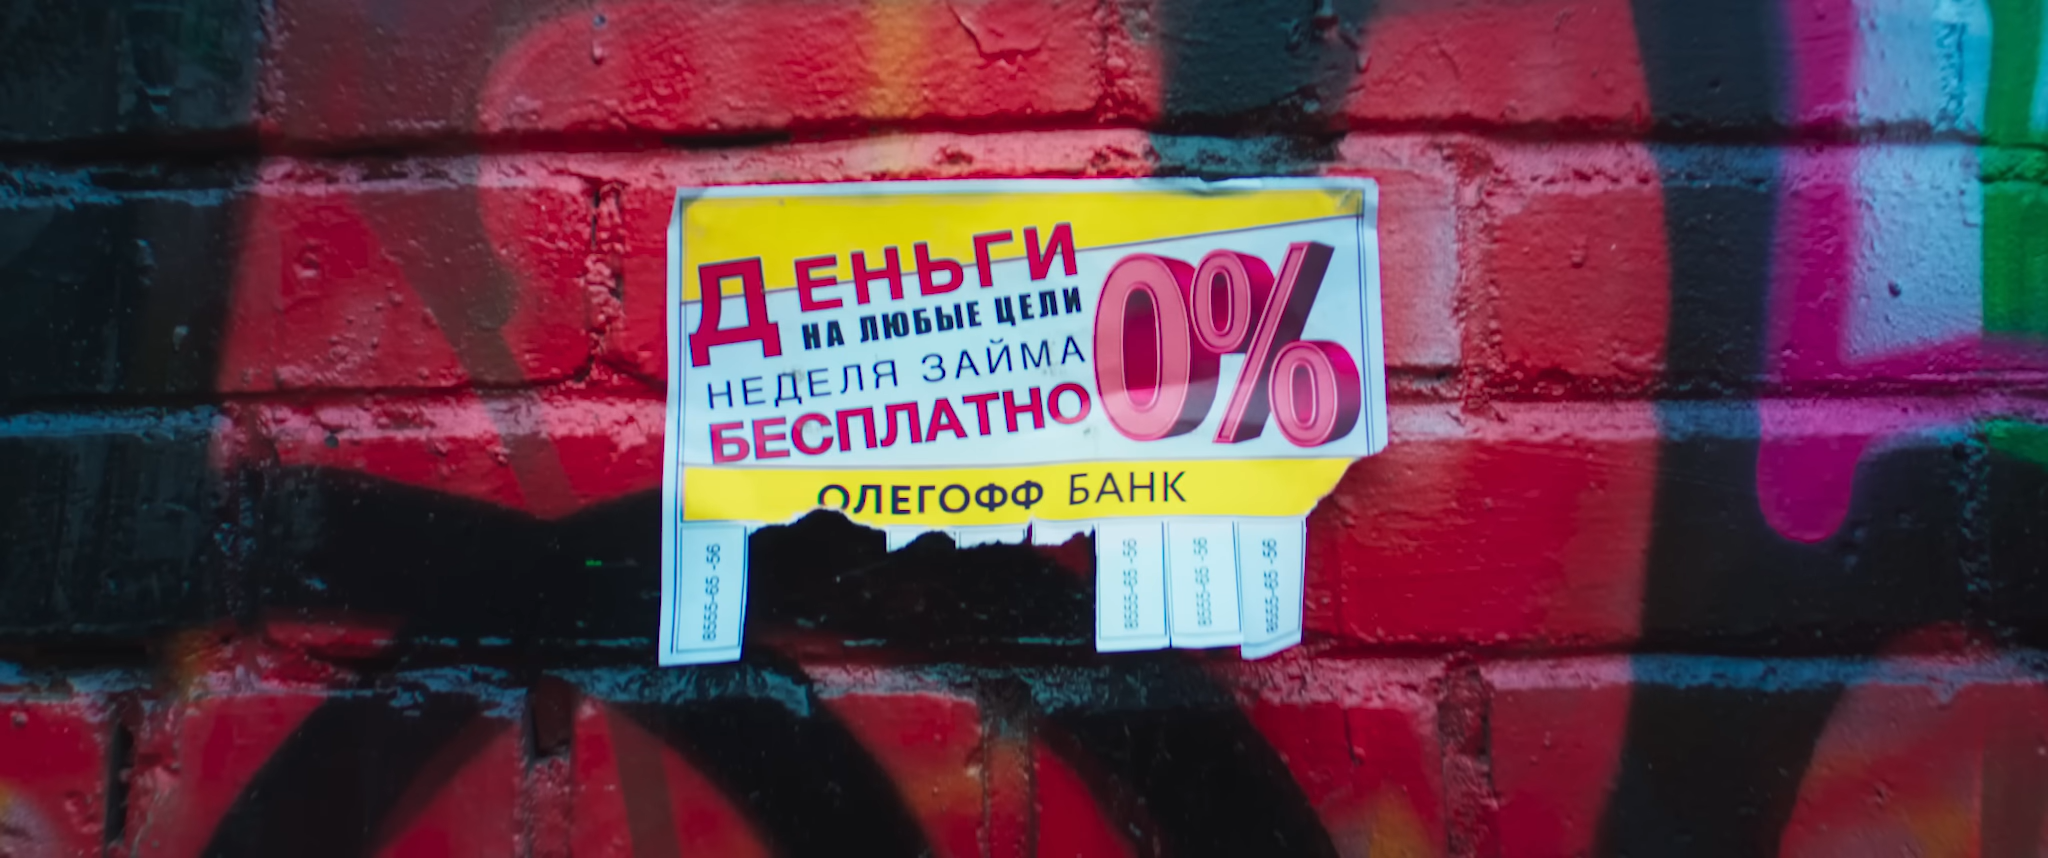 ДЕНЬГИ
НА ЛЮБЫЕ ЦЕЛИ
НЕДЕЛЯ ЗАЙМА
БЕСПЛАТНО
0%
ОЛЕГОФФ БАНК
8555-65-56
8555-65-56
8555-65-56
8555-65-56